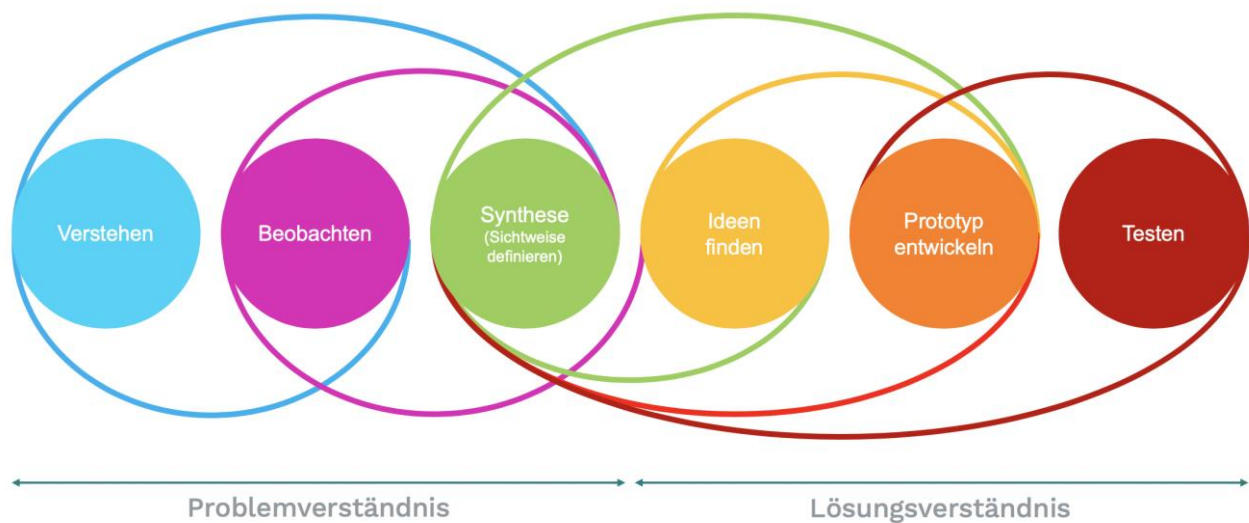 Verstehen
Beobachten
Synthese
(Sichtweise
definieren)
Ideen
finden
Prototyp
entwickeln
Testen
Problemverständnis
Lösungsverständnis